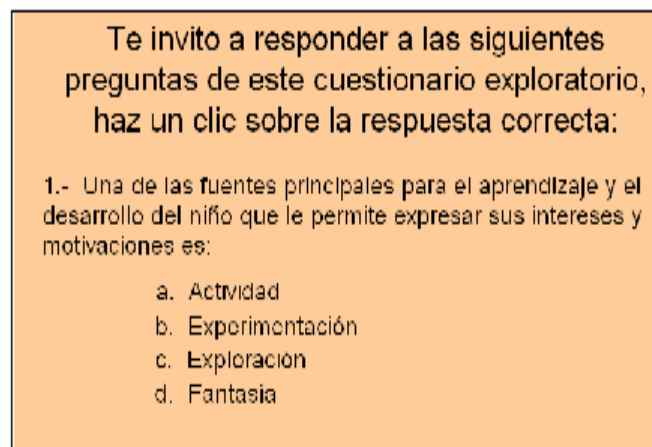 Te invito a responder a las siguientes
preguntas de este cuestionario exploratorio,
haz un clic sobre la respuesta correcta:
1.- Una de las fuentes principales para el aprendizaje y el
desarrollo del niño que le permite expresar sus intereses y
motivaciones es:
a. Actividad
b. Experimentación
c. Exploración
d. Fantasia